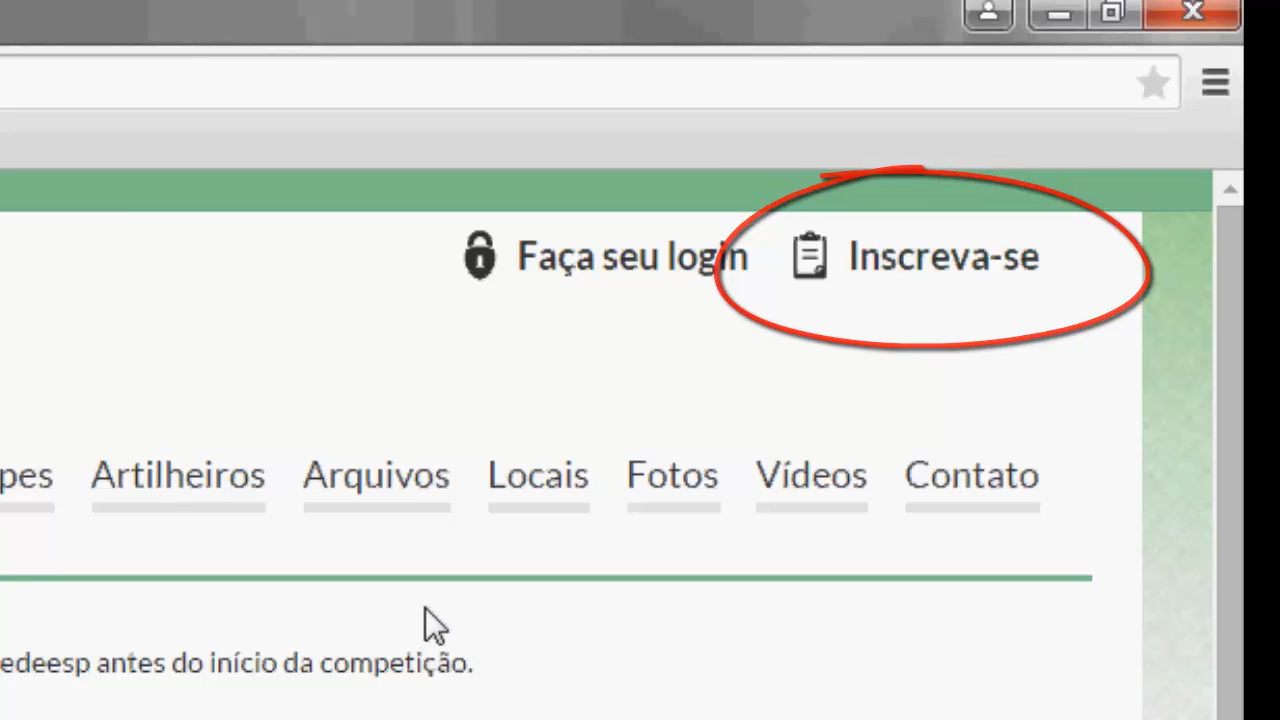 Faça seu login Inscreva-se
pes Artilheiros Arquivos Locais Fotos Vídeos Contato
edeesp antes do início da competição.